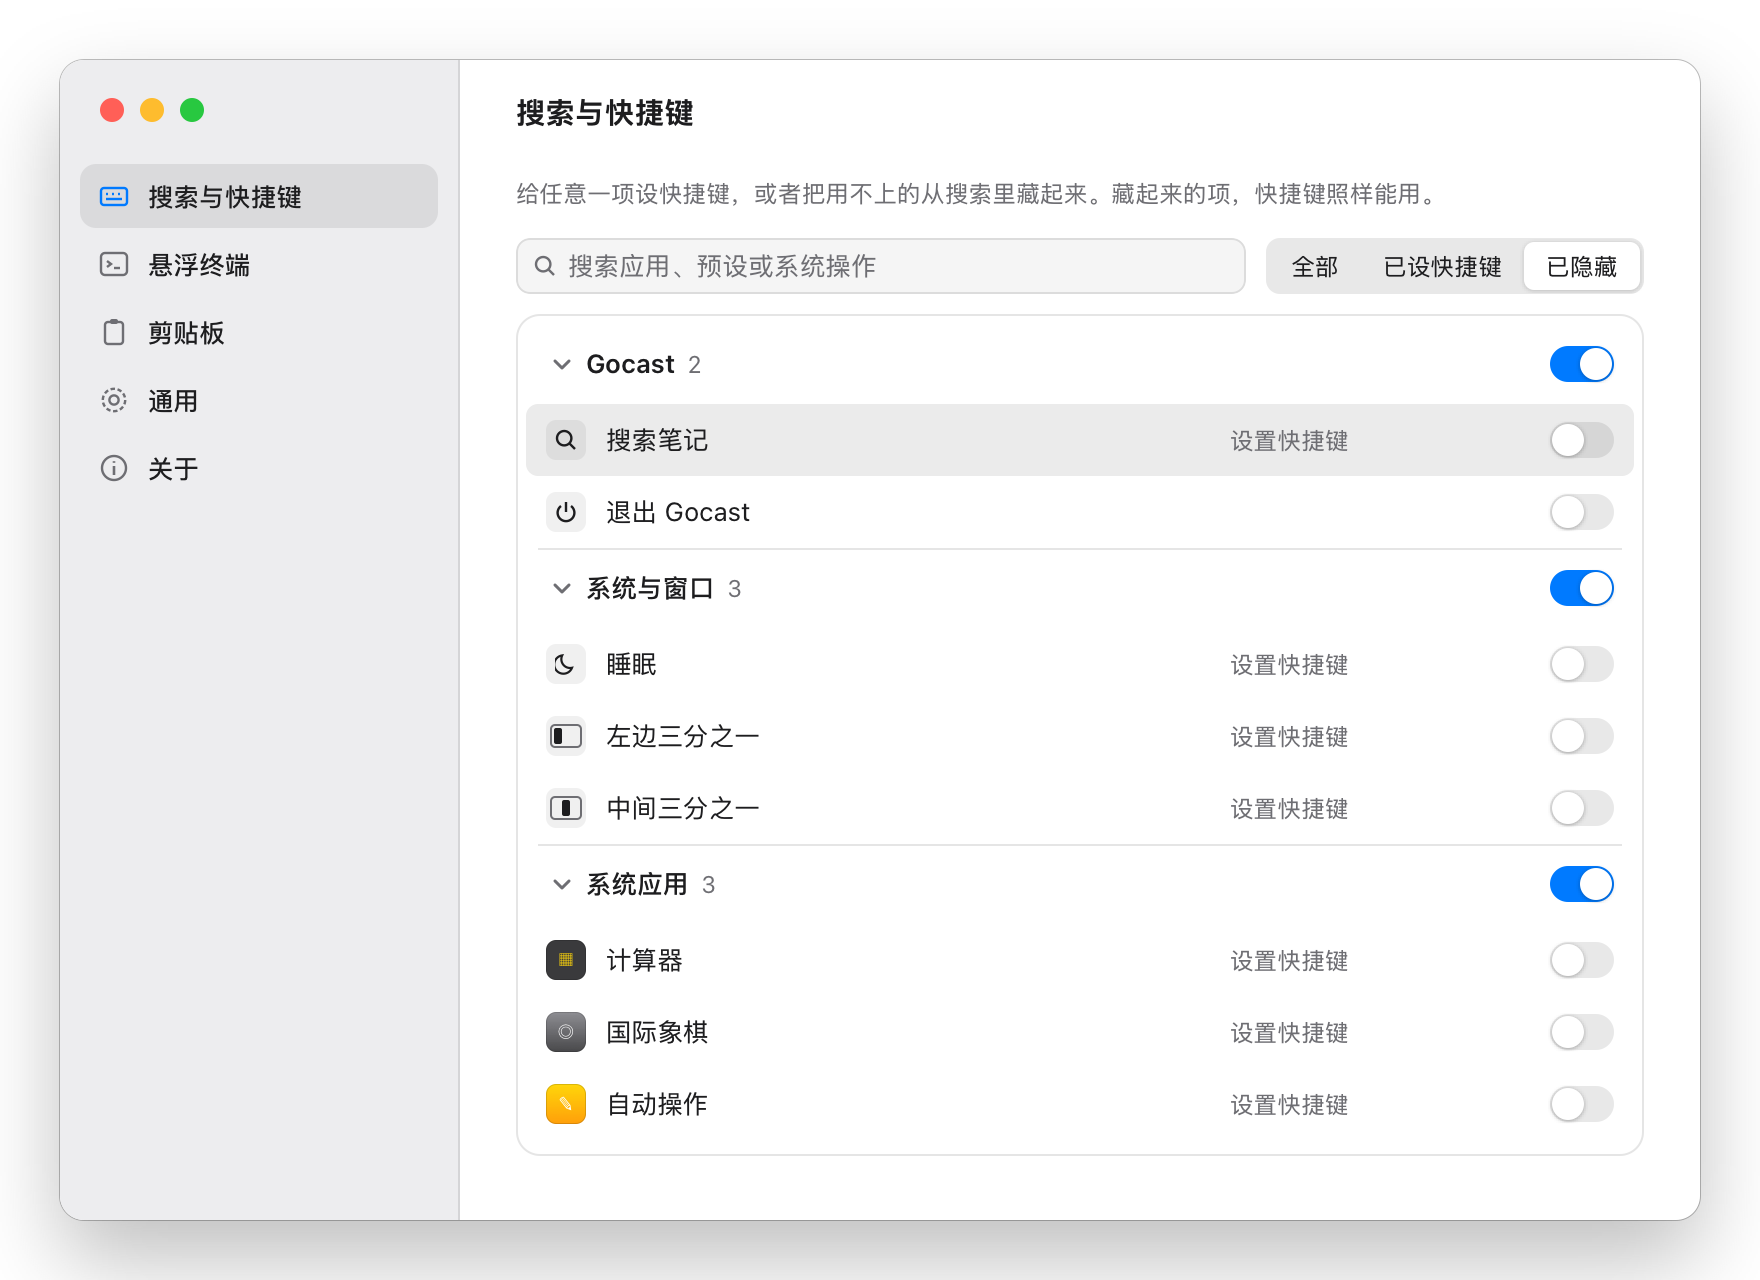 搜索与快捷键
悬浮终端
剪贴板
通用
关于
搜索与快捷键
给任意一项设快捷键，或者把用不上的从搜索里藏起来。藏起来的项，快捷键照样能用。
搜索应用、预设或系统操作
全部 已设快捷键 已隐藏
Gocast 2
搜索笔记 设置快捷键
退出 Gocast
系统与窗口 3
睡眠 设置快捷键
左边三分之一 设置快捷键
中间三分之一 设置快捷键
系统应用 3
计算器 设置快捷键
国际象棋 设置快捷键
自动操作 设置快捷键